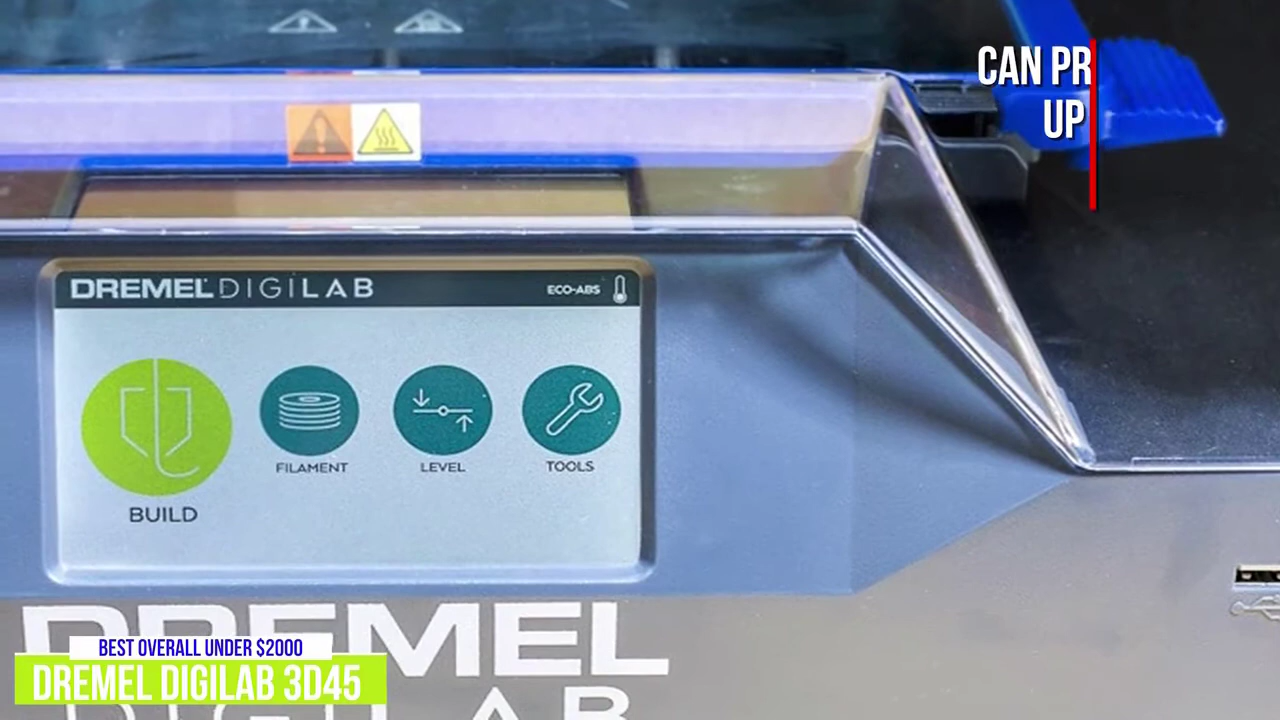 CAN PR
UP
DREMEL DIGILAB
ECO-ABS
BUILD
FILAMENT
LEVEL
TOOLS
DREMEL
BEST OVERALL UNDER $2000
DREMEL DIGILAB 3D45